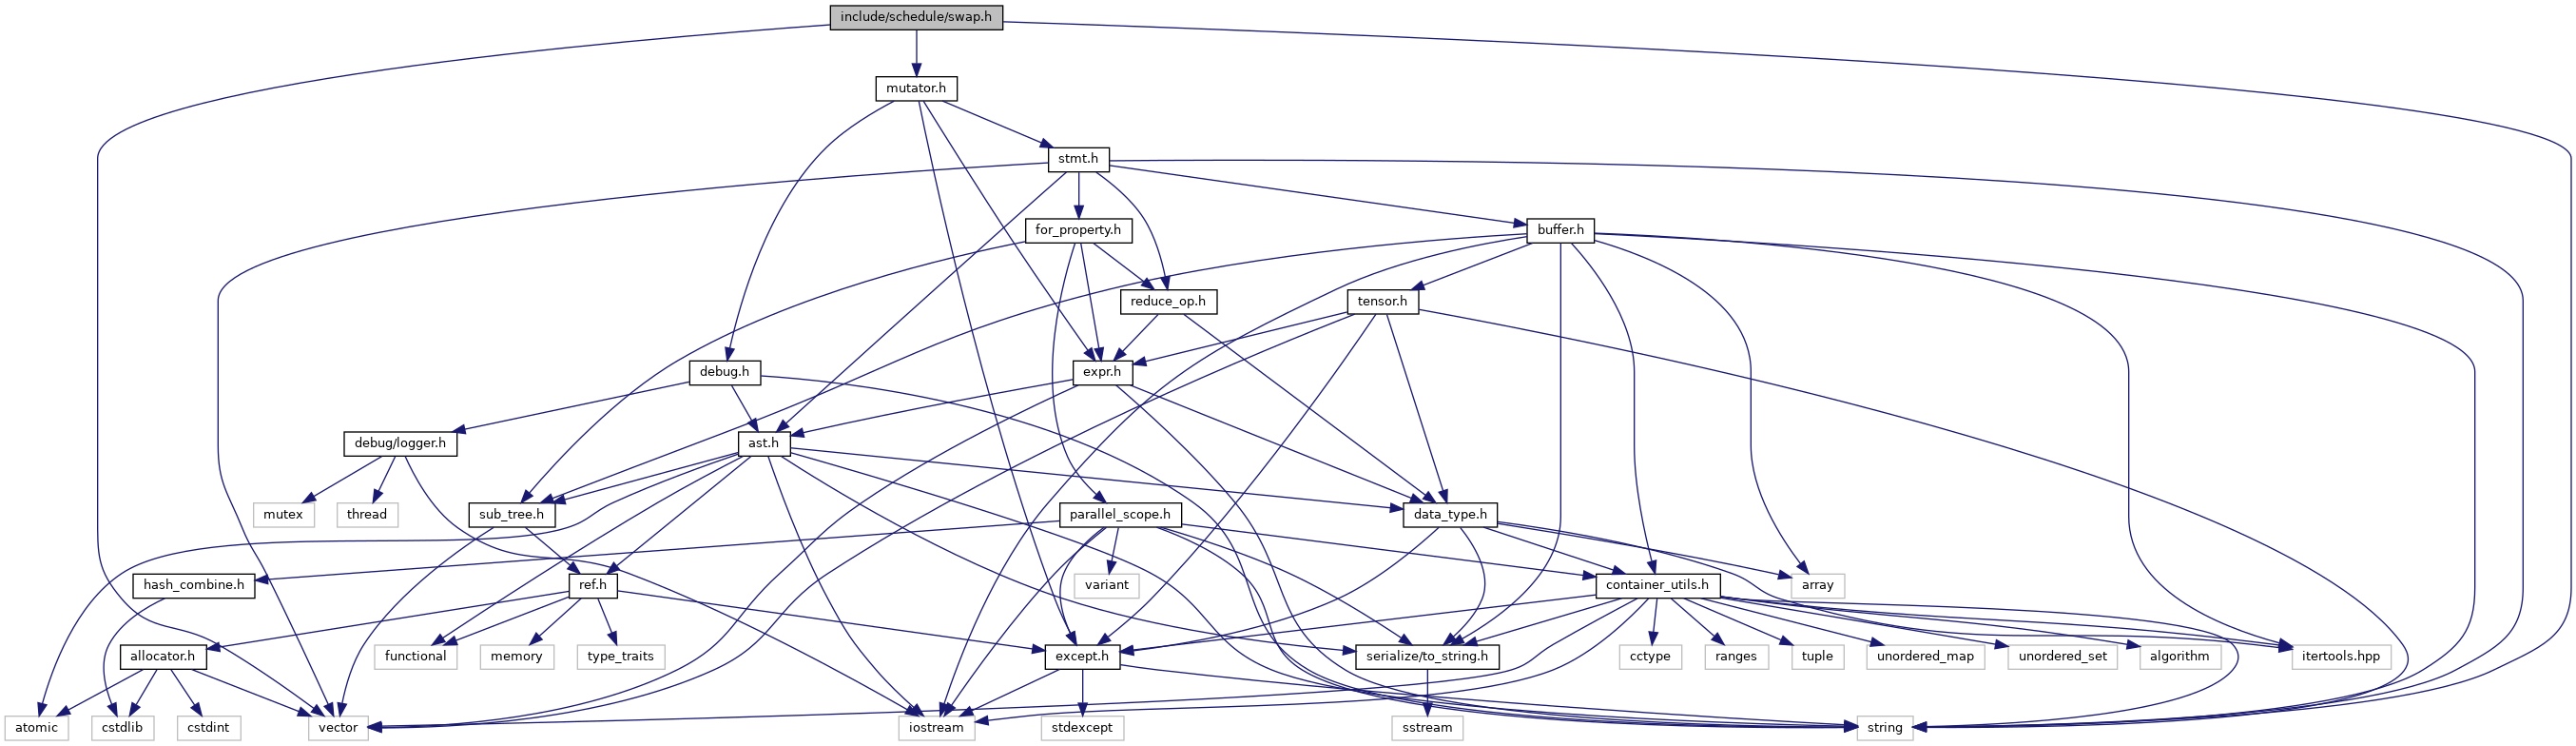 include/schedule/swap.h
mutator.h
stmt.h
for_property.h
buffer.h
reduce_op.h
tensor.h
debug.h
expr.h
debug/logger.h
ast.h
mutex
thread
sub_tree.h
parallel_scope.h
data_type.h
hash_combine.h
ref.h
variant
container_utils.h
array
allocator.h
functional
memory
type_traits
except.h
serialize/to_string.h
cctype
ranges
tuple
unordered_map
unordered_set
algorithm
itertools.hpp
atomic
cstdlib
cstdint
vector
iostream
stdexcept
sstream
string